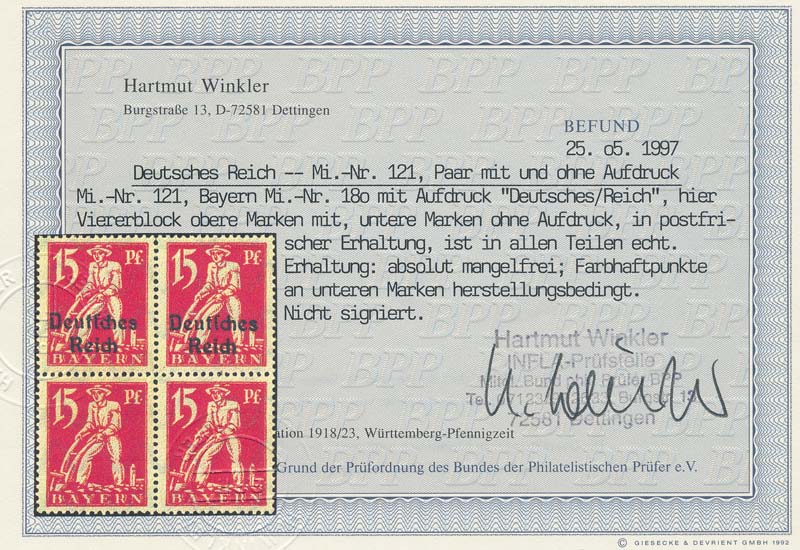 Hartmut Winkler
Burgstraße 13, D-72581 Dettingen
BEFUND
25. o5. 1997
Deutsches Reich -- Mi.-Nr. 121, Paar mit und ohne Aufdruck
Mi.-Nr. 121, Bayern Mi.-Nr. 18o mit Aufdruck "Deutsches/Reich", hier
Viererblock obere Marken mit, untere Marken ohne Aufdruck, in postfri-
scher Erhaltung, ist in allen Teilen echt.
Erhaltung: absolut mangelfrei; Farbhaftpunkte
an unteren Marken herstellungsbedingt.
Nicht signiert.
15 Pf. 15 Pf.
Deutsches Deutsches
Reich Reich
BAYERN BAYERN
15 Pf. 15 Pf.
BAYERN BAYERN
Hartmut Winkler
INFLA-Prüfstelle
Mitgl. Bund phil. Prüfer BPP
72581 Dettingen
ation 1918/23, Württemberg-Pfennigzeit
Grund der Prüfordnung des Bundes der Philatelistischen Prüfer e.V.
© GIESECKE & DEVRIENT GMBH 1992